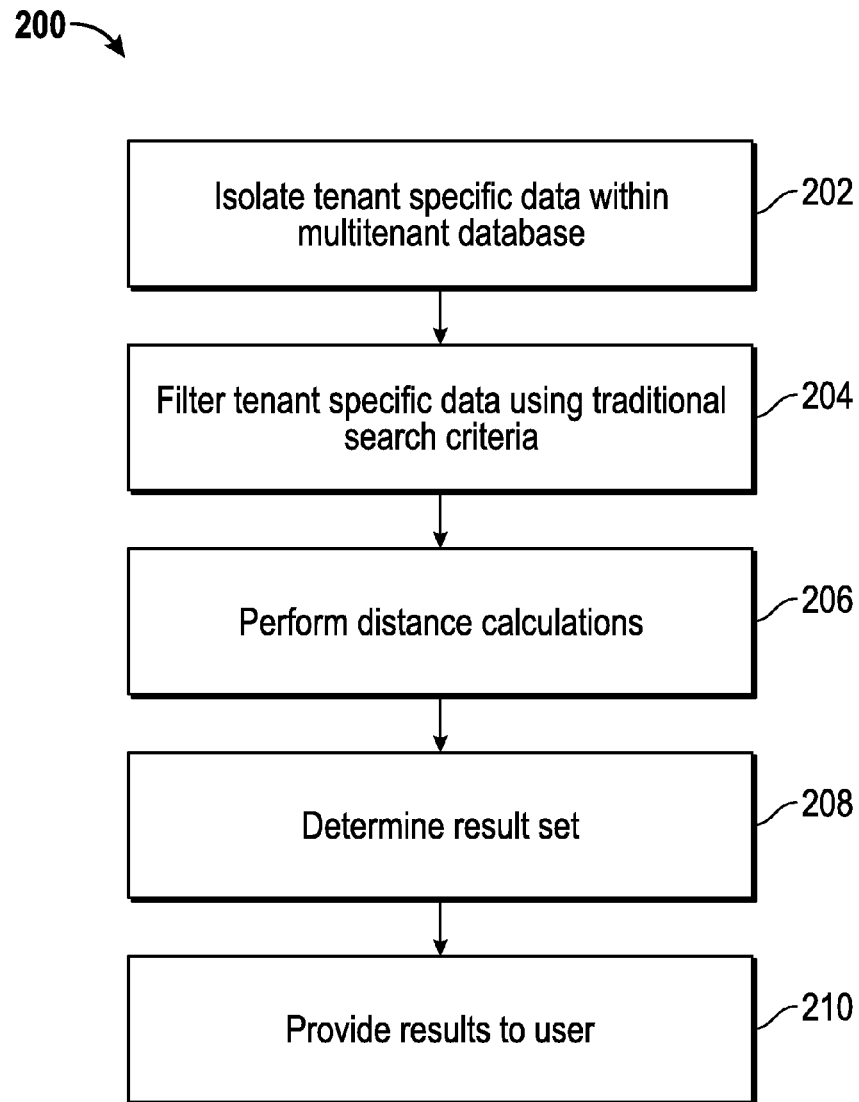 200
Isolate tenant specific data within
multitenant database
202
Filter tenant specific data using traditional
search criteria
204
Perform distance calculations
206
Determine result set
208
Provide results to user
210